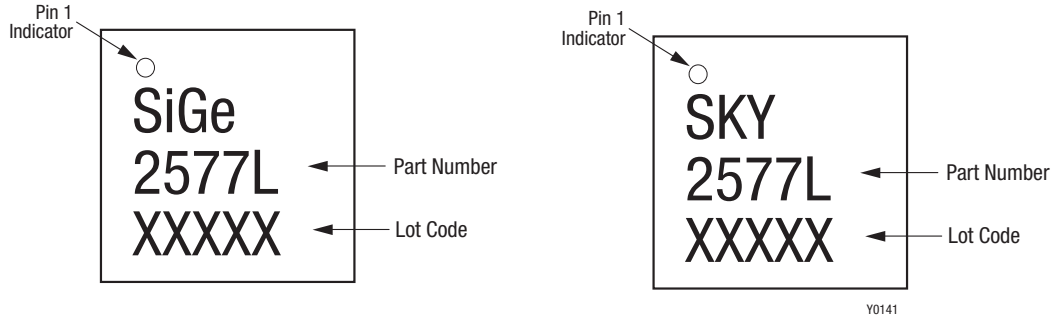 Pin 1
Indicator
SiGe
2577L
XXXXX
Part Number
Lot Code
Pin 1
Indicator
SKY
2577L
XXXXX
Part Number
Lot Code
Y0141